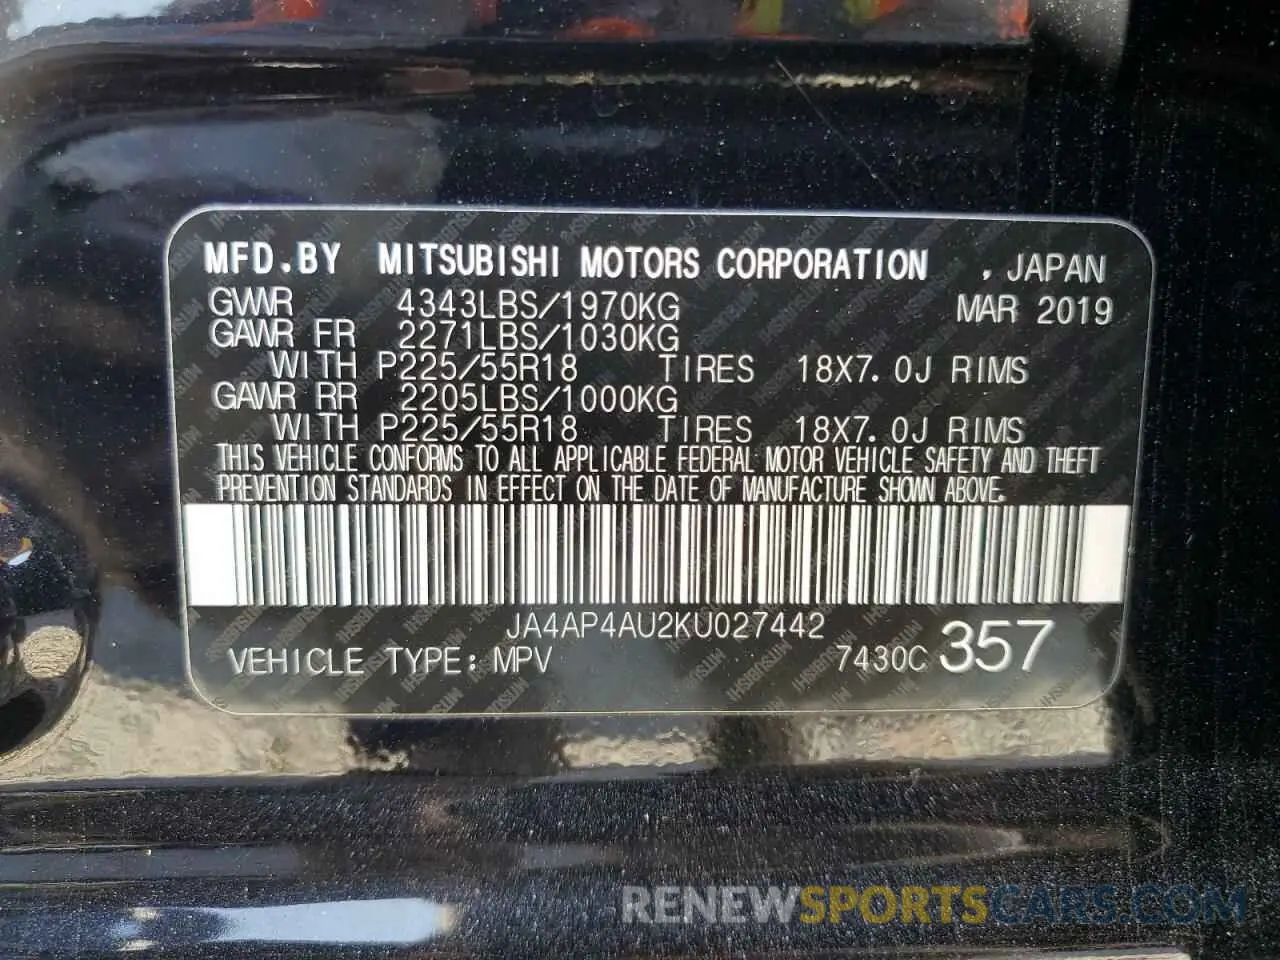 MFD.BY MITSUBISHI MOTORS CORPORATION , JAPAN
GVWR 4343LBS/1970KG MAR 2019
GAWR FR 2271LBS/1030KG
WITH P225/55R18 TIRES 18X7.0J RIMS
GAWR RR 2205LBS/1000KG
WITH P225/55R18 TIRES 18X7.0J RIMS
THIS VEHICLE CONFORMS TO ALL APPLICABLE FEDERAL MOTOR VEHICLE SAFETY AND THEFT
PREVENTION STANDARDS IN EFFECT ON THE DATE OF MANUFACTURE SHOWN ABOVE.
JA4AP4AU2KU027442
VEHICLE TYPE: MPV 7430C 357
RENEWSPORTSCARS.COM